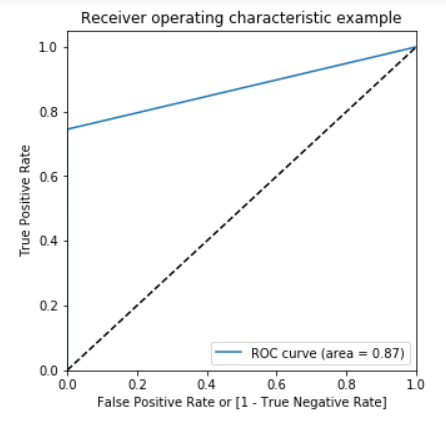 Receiver operating characteristic example
1.0
0.8
0.6
0.4
0.2
0.0
True Positive Rate
ROC curve (area = 0.87)
0.0 0.2 0.4 0.6 0.8 1.0
False Positive Rate or [1 - True Negative Rate]